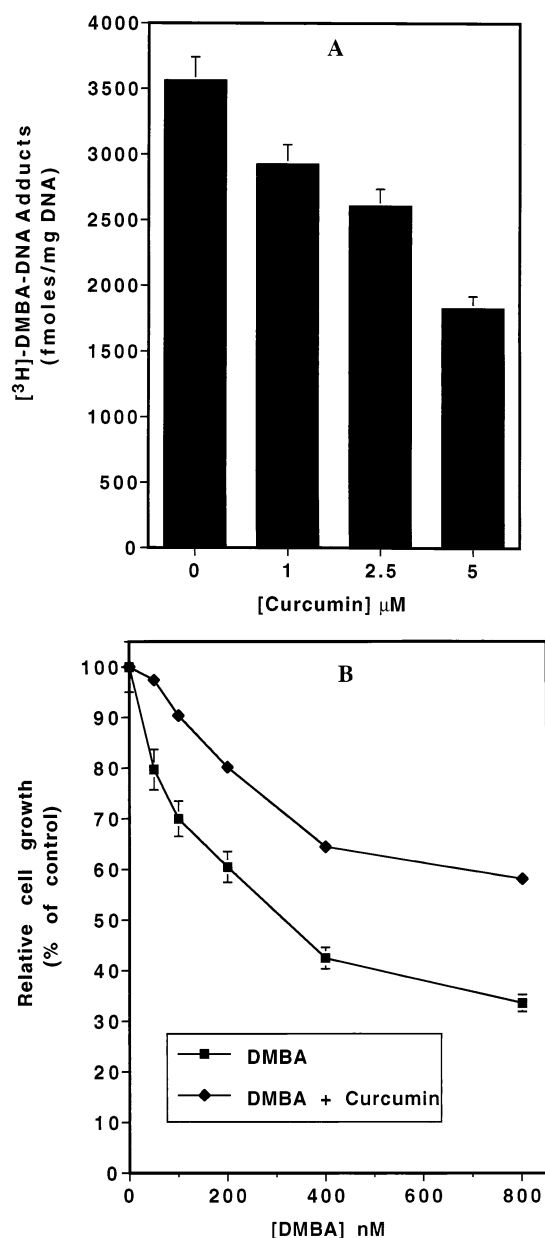 A
[³H]-DMBA-DNA Adducts
(fmoles/mg DNA)
4000
3500
3000
2500
2000
1500
1000
500
0
0 1 2.5 5
[Curcumin] µM
B
Relative cell growth
(% of control)
100
90
80
70
60
50
40
30
20
10
0
DMBA
DMBA + Curcumin
0 200 400 600 800
[DMBA] nM